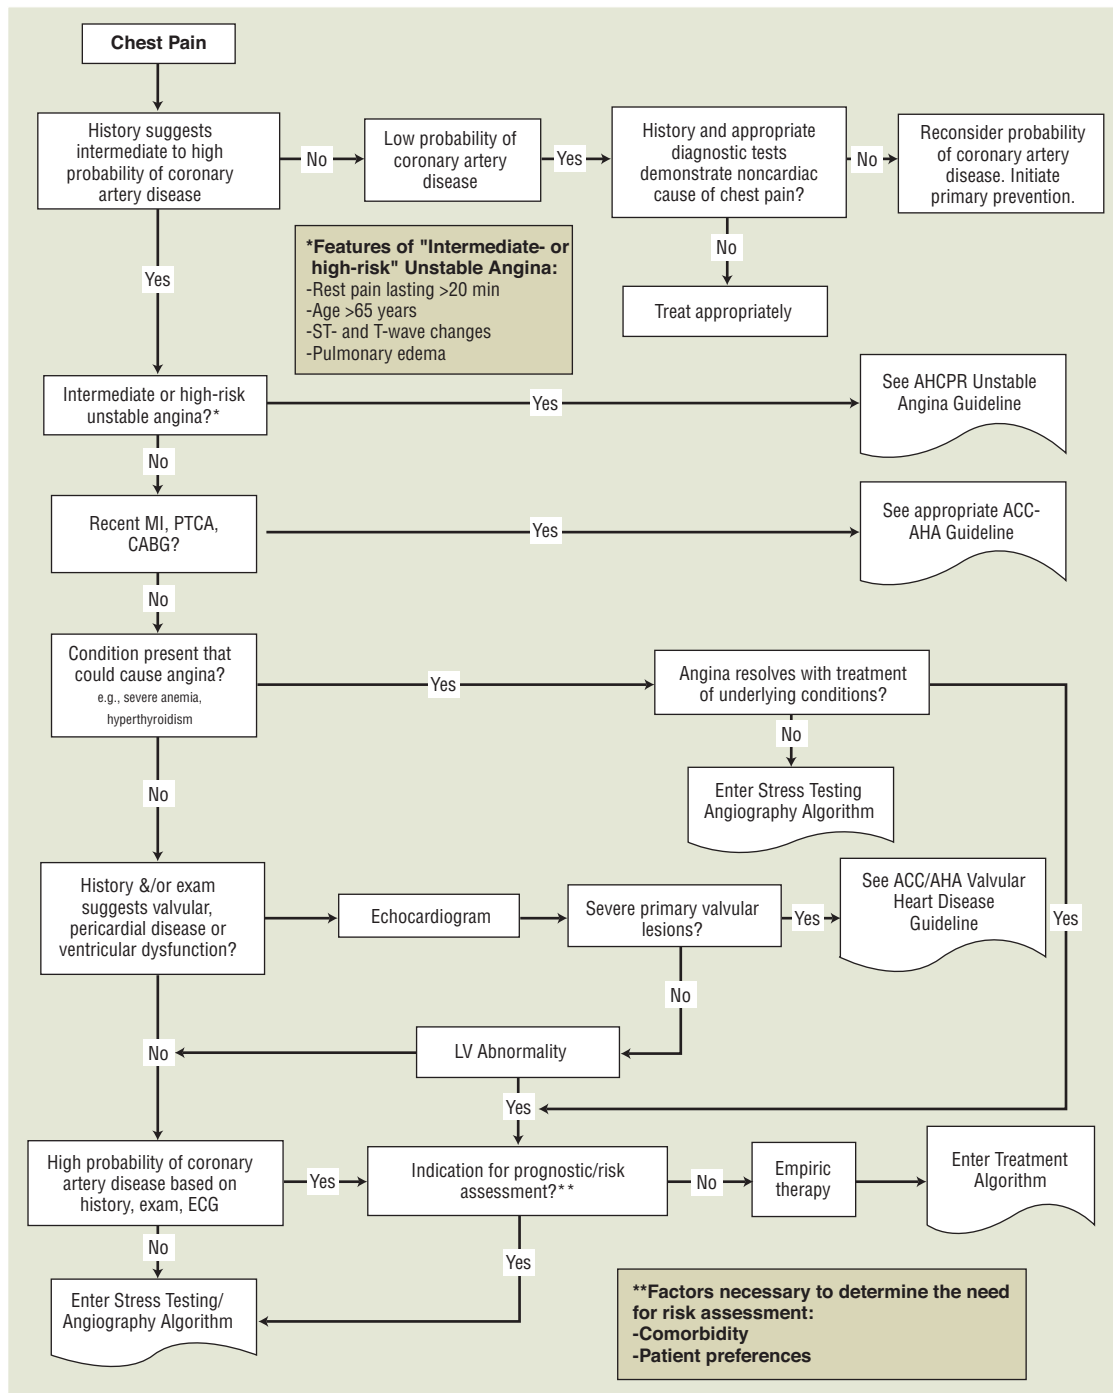 Chest Pain
History suggests
intermediate to high
probability of coronary
artery disease
No
Low probability of
coronary artery
disease
Yes
History and appropriate
diagnostic tests
demonstrate noncardiac
cause of chest pain?
No
Reconsider probability
of coronary artery
disease. Initiate
primary prevention.
No
Treat appropriately
*Features of "Intermediate- or
high-risk" Unstable Angina:
-Rest pain lasting >20 min
-Age >65 years
-ST- and T-wave changes
-Pulmonary edema
Yes
Intermediate or high-risk
unstable angina?*
Yes
See AHCPR Unstable
Angina Guideline
No
Recent MI, PTCA,
CABG?
Yes
See appropriate ACC-
AHA Guideline
No
Condition present that
could cause angina?
e.g., severe anemia,
hyperthyroidism
Yes
Angina resolves with treatment
of underlying conditions?
No
Enter Stress Testing
Angiography Algorithm
Yes
No
History &/or exam
suggests valvular,
pericardial disease or
ventricular dysfunction?
Echocardiogram
Severe primary valvular
lesions?
Yes
See ACC/AHA Valvular
Heart Disease
Guideline
No
LV Abnormality
No
Yes
High probability of coronary
artery disease based on
history, exam, ECG
Yes
Indication for prognostic/risk
assessment?**
No
Empiric
therapy
Enter Treatment
Algorithm
No
Yes
Enter Stress Testing/
Angiography Algorithm
**Factors necessary to determine the need
for risk assessment:
-Comorbidity
-Patient preferences